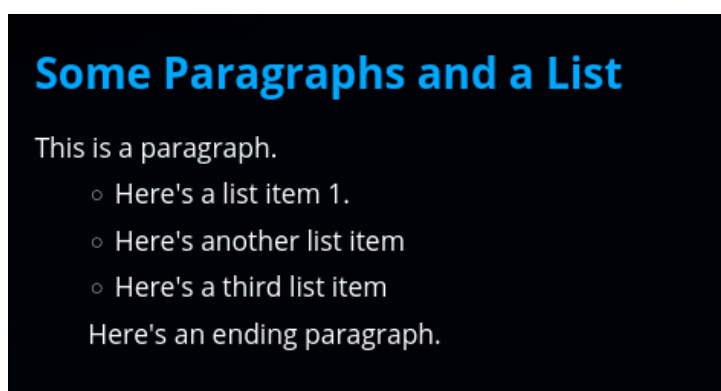 Some Paragraphs and a List
This is a paragraph.
◦ Here's a list item 1.
◦ Here's another list item
◦ Here's a third list item
Here's an ending paragraph.